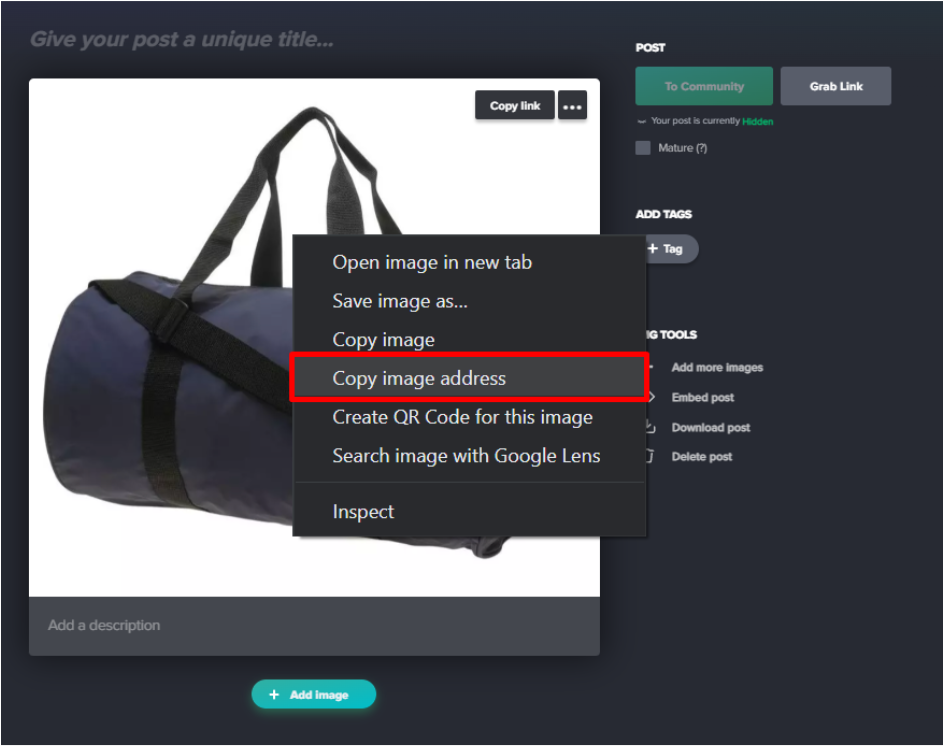 Give your post a unique title...
Copy link
•••
Open image in new tab
Save image as...
Copy image
Copy image address
Create QR Code for this image
Search image with Google Lens
Inspect
Add a description
+ Add image
POST
To Community
Grab Link
Your post is currently Hidden
Mature (?)
ADD TAGS
+ Tag
G TOOLS
Add more images
Embed post
Download post
Delete post